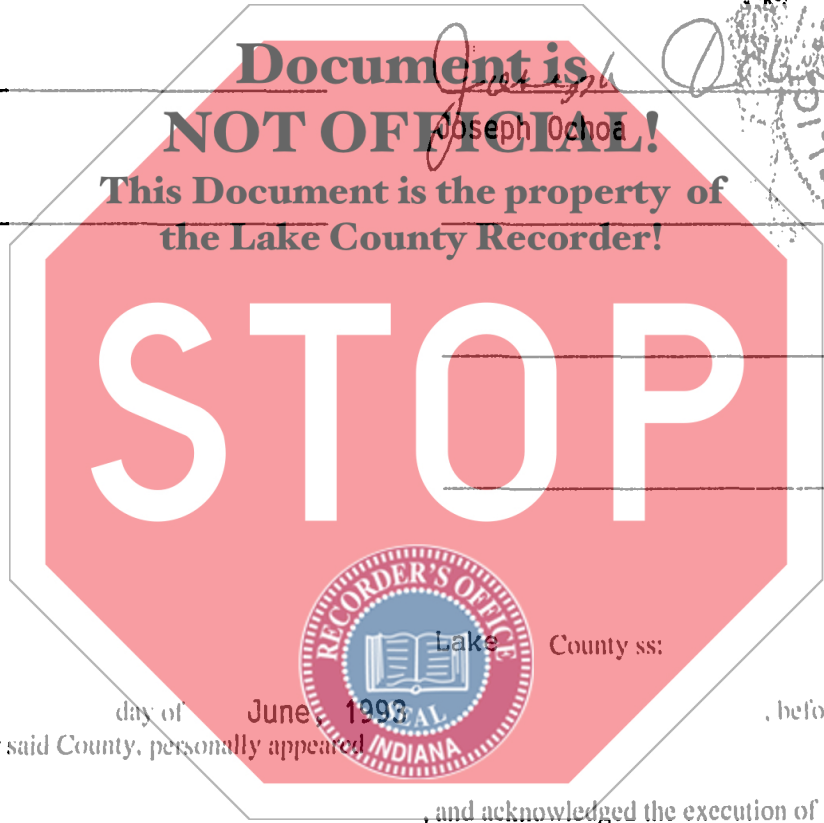 Document is
Joseph Ochoa
NOT OFFICIAL!
Joseph Ochoa
This Document is the property of
the Lake County Recorder!
STOP
RECORDER'S OFFICE
SEAL
INDIANA
Lake County ss:
day of June, 1993 , befo
said County, personally appeared
, and acknowledged the execution of